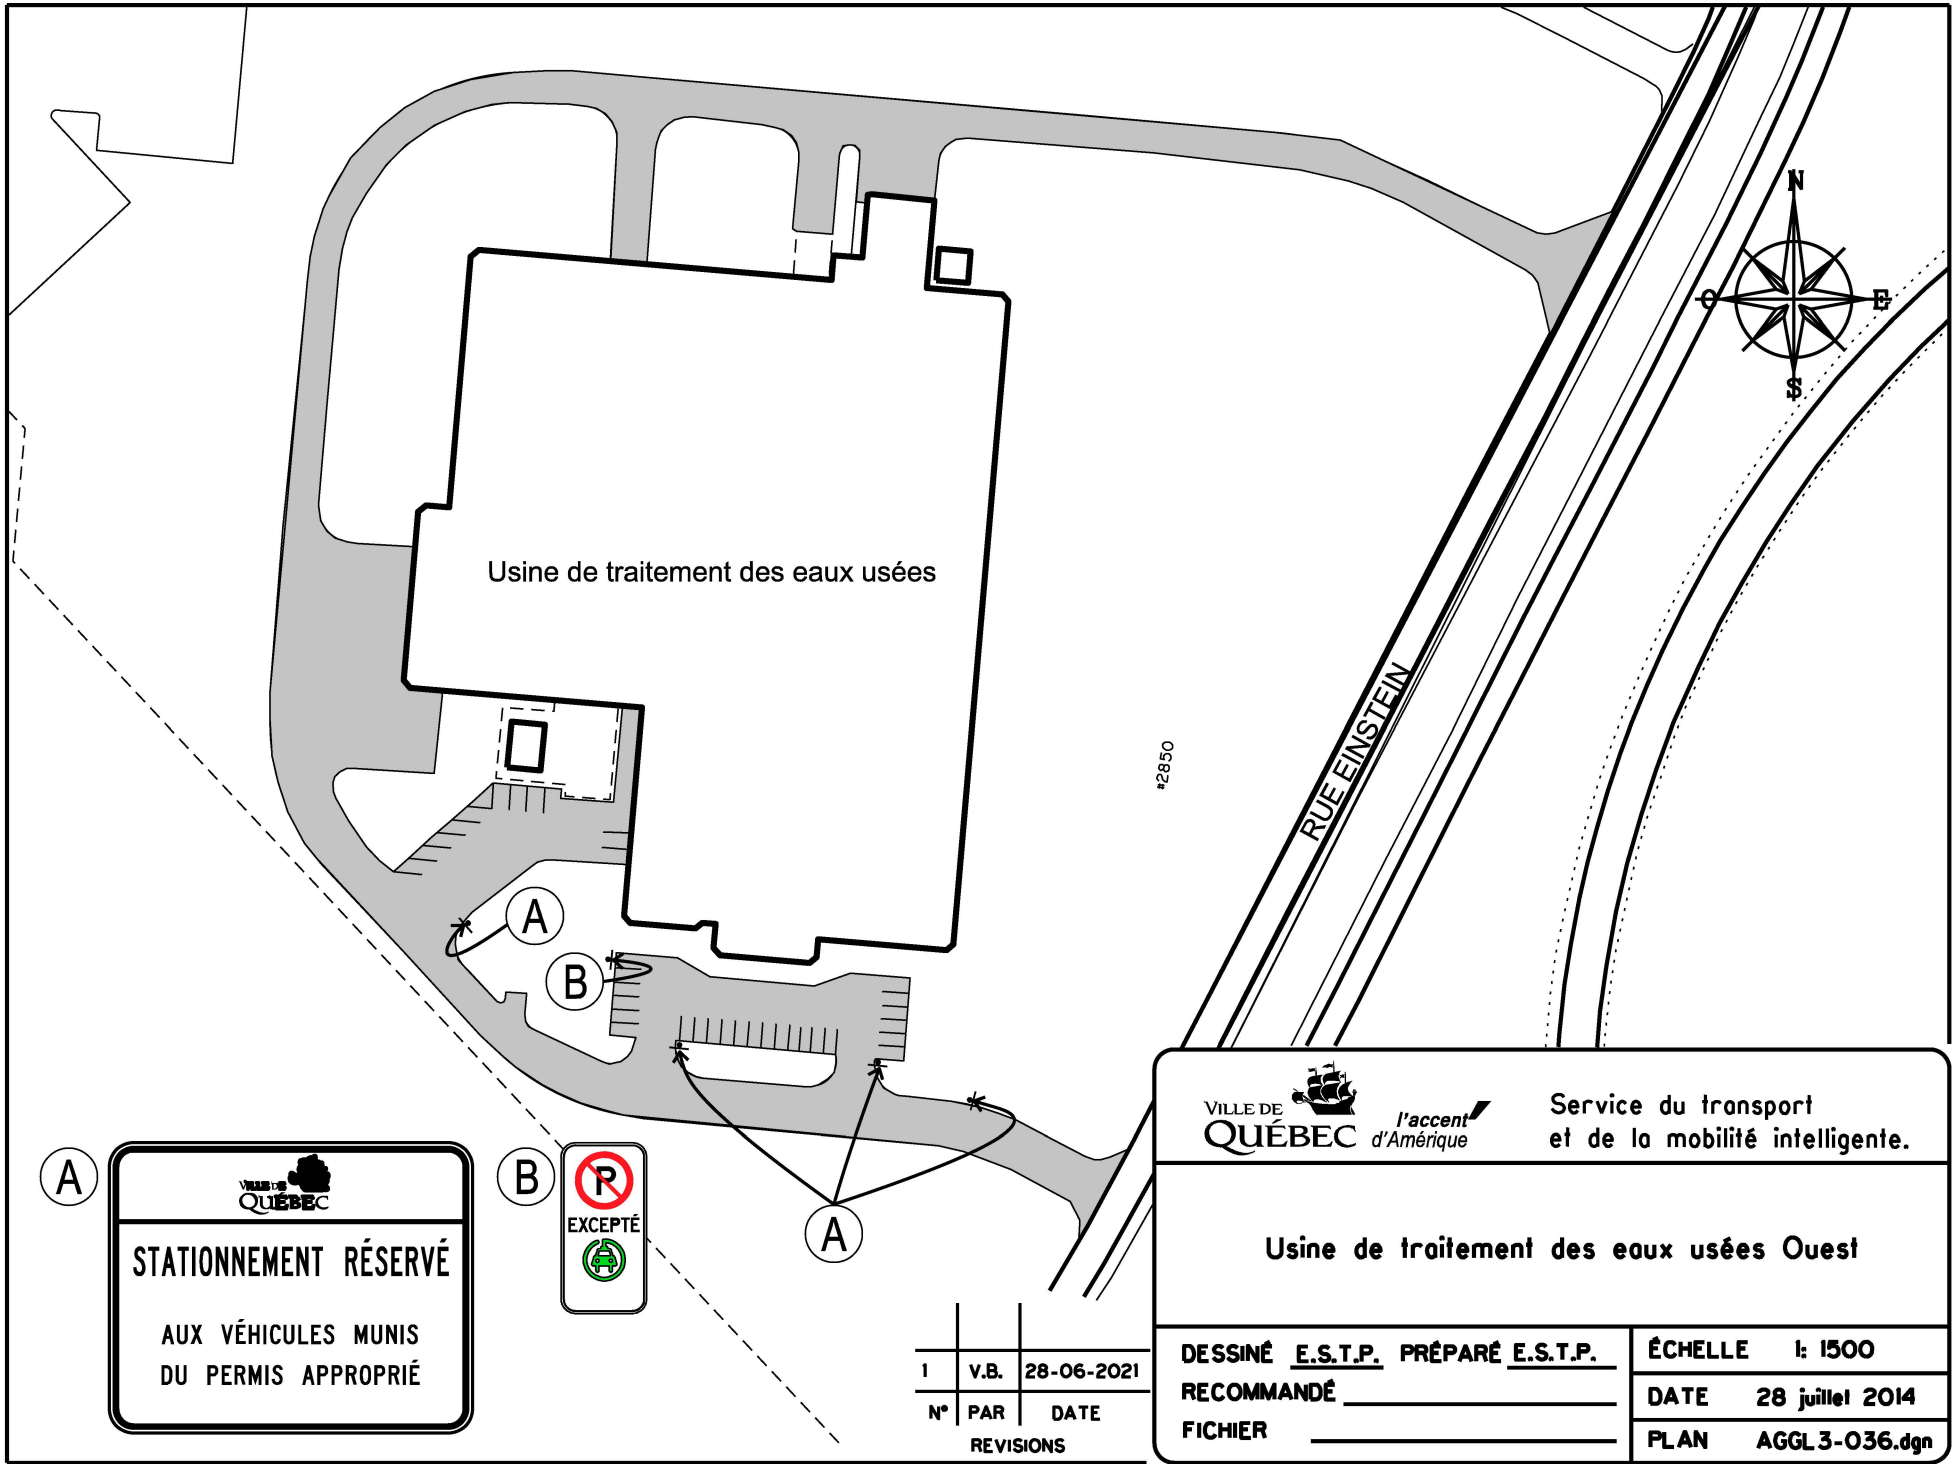 N
O
E
S
Usine de traitement des eaux usées
RUE EINSTEIN
#2850
A
B
A
A
VILLE DE
QUÉBEC
STATIONNEMENT RÉSERVÉ
AUX VÉHICULES MUNIS
DU PERMIS APPROPRIÉ
B
P
EXCEPTÉ
VILLE DE
QUÉBEC
l'accent
d'Amérique
Service du transport
et de la mobilité intelligente.
Usine de traitement des eaux usées Ouest
DESSINÉ E.S.T.P. PRÉPARÉ E.S.T.P.
RECOMMANDÉ
FICHIER
ÉCHELLE 1: 1500
DATE 28 juillet 2014
PLAN AGGL3-036.dgn
1 V.B. 28-06-2021
N° PAR DATE
REVISIONS